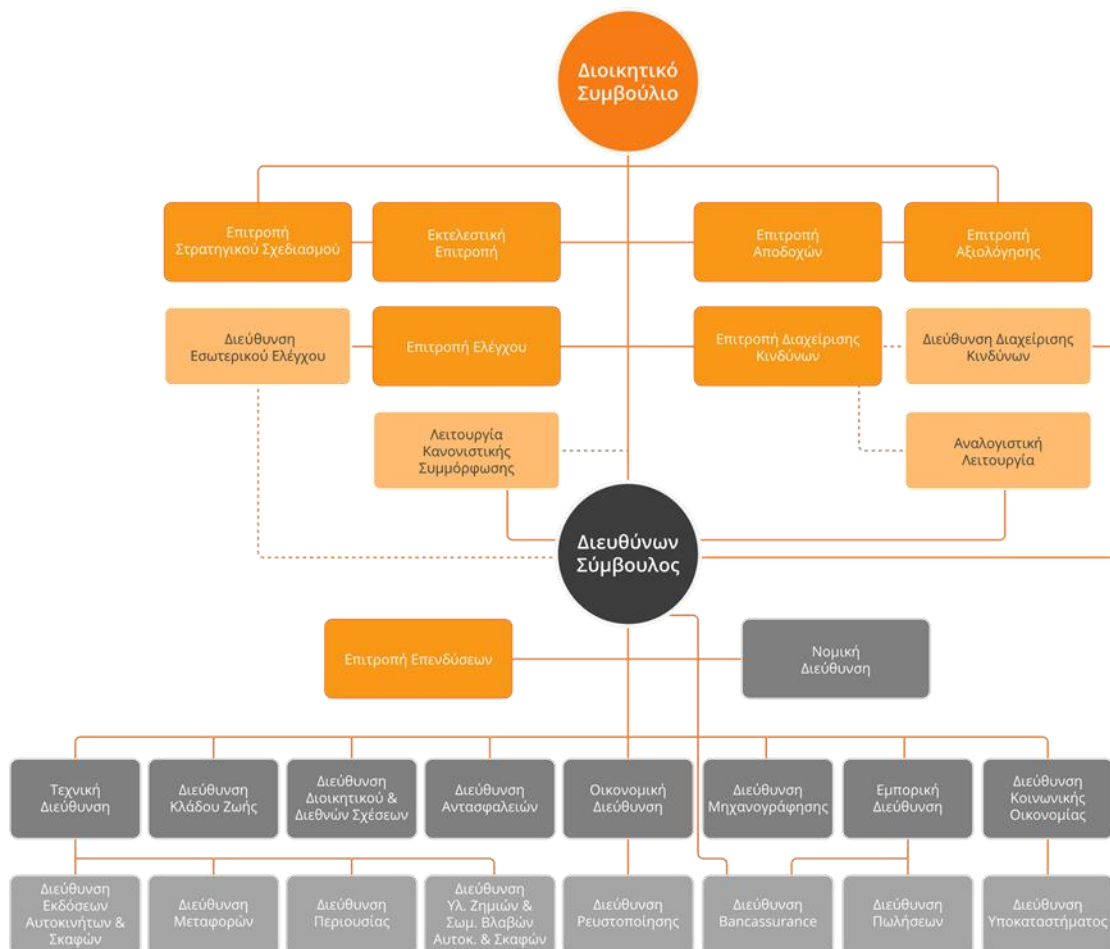 Διοικητικό
Συμβούλιο
Επιτροπή
Στρατηγικού Σχεδιασμού
Εκτελεστική
Επιτροπή
Επιτροπή
Αποδοχών
Επιτροπή
Αξιολόγησης
Διεύθυνση
Εσωτερικού Ελέγχου
Επιτροπή Ελέγχου
Επιτροπή Διαχείρισης
Κινδύνων
Διεύθυνση Διαχείρισης
Κινδύνων
Λειτουργία
Κανονιστικής
Συμμόρφωσης
Αναλογιστική
Λειτουργία
Διευθύνων
Σύμβουλος
Επιτροπή Επενδύσεων
Νομική
Διεύθυνση
Τεχνική
Διεύθυνση
Διεύθυνση
Κλάδου Ζωής
Διεύθυνση
Διοικητικού &
Διεθνών Σχέσεων
Διεύθυνση
Αντασφαλειών
Οικονομική
Διεύθυνση
Διεύθυνση
Μηχανογράφησης
Εμπορική
Διεύθυνση
Διεύθυνση
Κοινωνικής
Οικονομίας
Διεύθυνση
Εκδόσεων
Αυτοκινήτων &
Σκαφών
Διεύθυνση
Μεταφορών
Διεύθυνση
Περιουσίας
Διεύθυνση
Υλ. Ζημιών &
Σωμ. Βλαβών
Αυτοκ. & Σκαφών
Διεύθυνση
Ρευστοποίησης
Διεύθυνση
Bancassurance
Διεύθυνση
Πωλήσεων
Διεύθυνση
Υποκαταστήματος